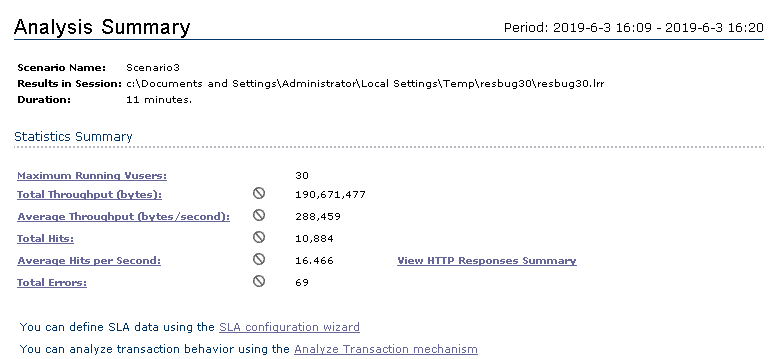 Analysis Summary Period: 2019-6-3 16:09 - 2019-6-3 16:20
Scenario Name: Scenario3
Results in Session: c:\Documents and Settings\Administrator\Local Settings\Temp\resbug30\resbug30.lrr
Duration: 11 minutes.
Statistics Summary
Maximum Running Vusers: 30
Total Throughput (bytes): 190,671,477
Average Throughput (bytes/second): 288,459
Total Hits: 10,884
Average Hits per Second: 16.466 View HTTP Responses Summary
Total Errors: 69
You can define SLA data using the SLA configuration wizard
You can analyze transaction behavior using the Analyze Transaction mechanism